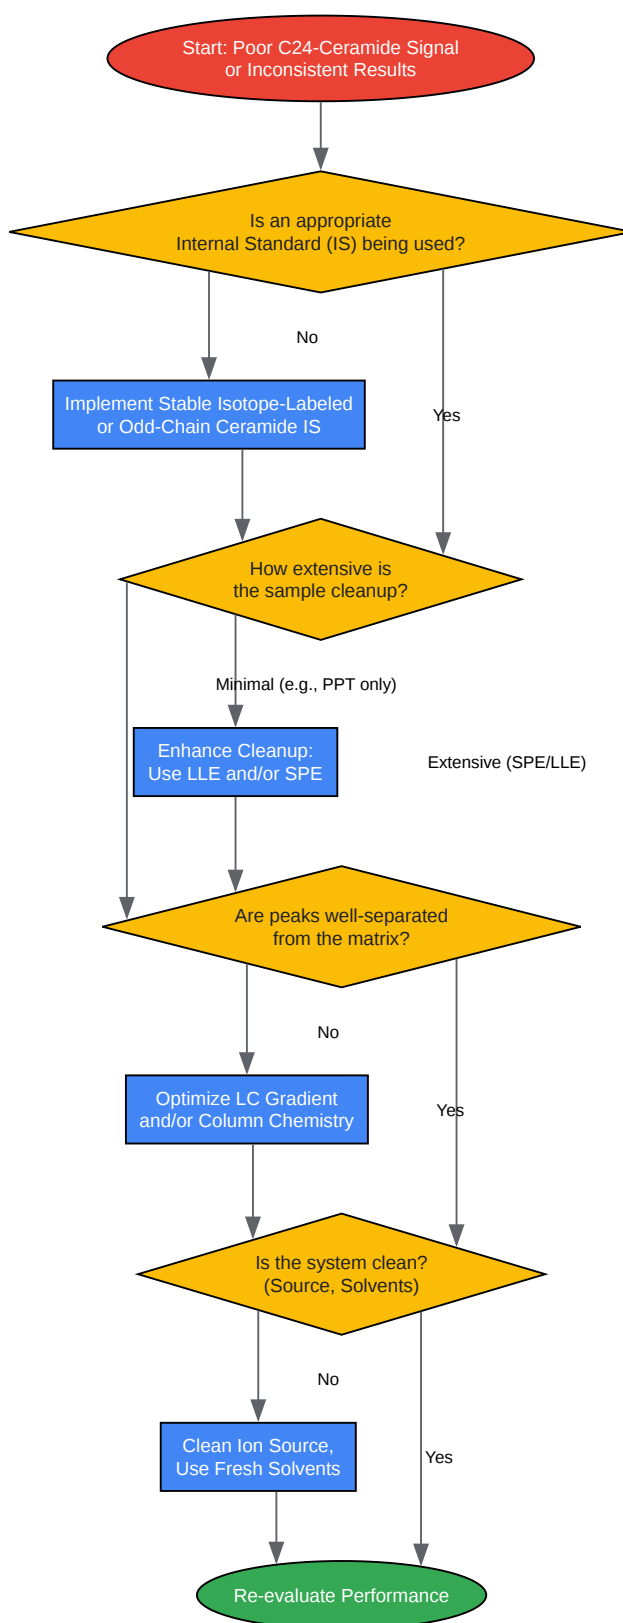 Start: Poor C24-Ceramide Signal
or Inconsistent Results
Is an appropriate
Internal Standard (IS) being used?
No
Implement Stable Isotope-Labeled
or Odd-Chain Ceramide IS
Yes
How extensive is
the sample cleanup?
Minimal (e.g., PPT only)
Enhance Cleanup:
Use LLE and/or SPE
Extensive (SPE/LLE)
Are peaks well-separated
from the matrix?
No
Optimize LC Gradient
and/or Column Chemistry
Yes
Is the system clean?
(Source, Solvents)
No
Clean Ion Source,
Use Fresh Solvents
Yes
Re-evaluate Performance